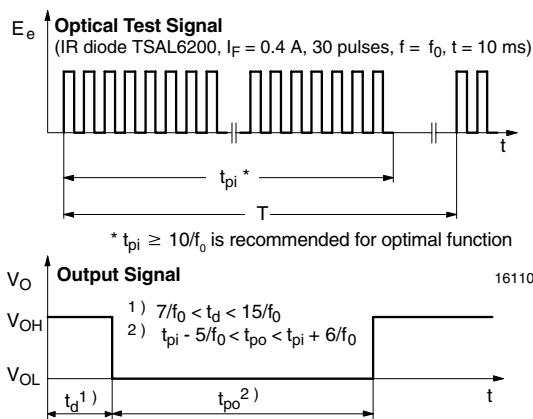 E_e Optical Test Signal
(IR diode TSAL6200, I_F = 0.4 A, 30 pulses, f = f_0, t = 10 ms)
t
t_pi *
T
* t_pi ≥ 10/f_0 is recommended for optimal function
V_O Output Signal 16110
V_OH 1) 7/f_0 < t_d < 15/f_0
2) t_pi - 5/f_0 < t_po < t_pi + 6/f_0
V_OL
t_d 1) t_po 2) t